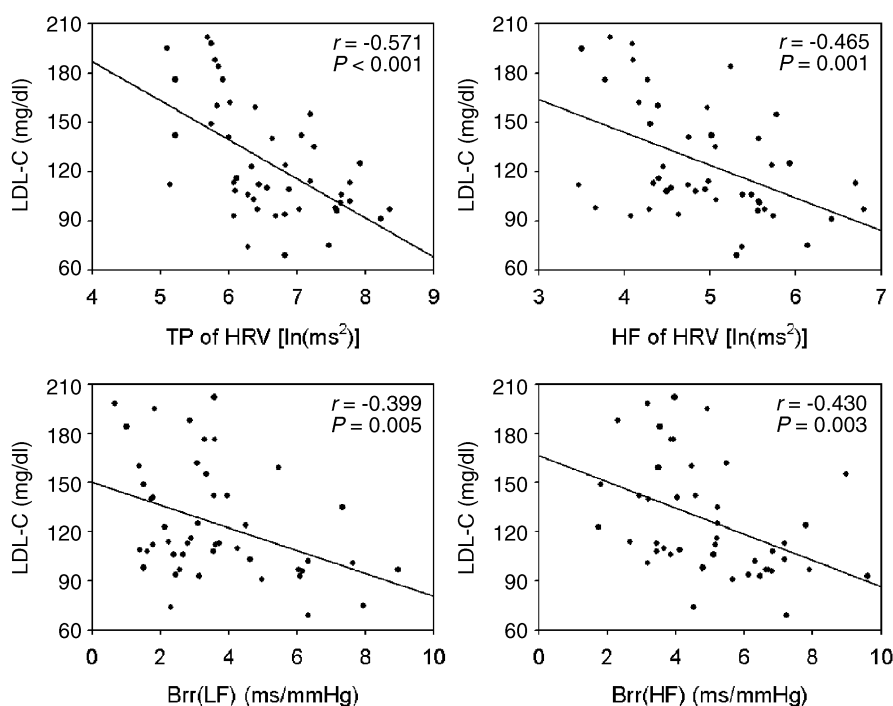 210
180
150
120
90
60
LDL-C (mg/dl)
r = -0.571
P < 0.001
4 5 6 7 8 9
TP of HRV [ln(ms²)]
210
180
150
120
90
60
LDL-C (mg/dl)
r = -0.465
P = 0.001
3 4 5 6 7
HF of HRV [ln(ms²)]
210
180
150
120
90
60
LDL-C (mg/dl)
r = -0.399
P = 0.005
0 2 4 6 8 10
Brr(LF) (ms/mmHg)
210
180
150
120
90
60
LDL-C (mg/dl)
r = -0.430
P = 0.003
0 2 4 6 8 10
Brr(HF) (ms/mmHg)